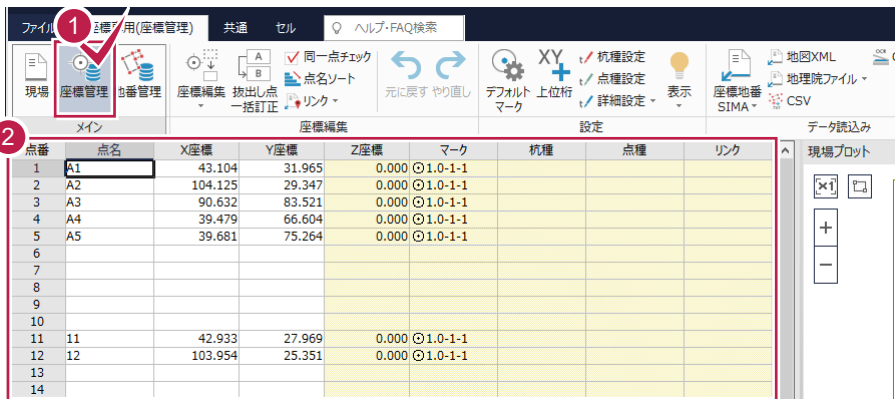 ファイル 座標専用(座標管理) 共通 セル ヘルプ・FAQ検索
1
現場
座標管理
地番管理
メイン
座標編集
抜出し点
一括訂正
A
B
同一点チェック
点名ソート
リンク
元に戻す やり直し
座標編集
デフォルト
マーク
XY
上位桁
杭種設定
点種設定
詳細設定
表示
設定
座標地番
SIMA
地図XML
地理院ファイル
CSV
データ読込み
2
点番 点名 X座標 Y座標 Z座標 マーク 杭種 点種 リンク
1 A1 43.104 31.965 0.000 1.0-1-1
2 A2 104.125 29.347 0.000 1.0-1-1
3 A3 90.632 83.521 0.000 1.0-1-1
4 A4 39.479 66.604 0.000 1.0-1-1
5 A5 39.681 75.264 0.000 1.0-1-1
6
7
8
9
10
11 11 42.933 27.969 0.000 1.0-1-1
12 12 103.954 25.351 0.000 1.0-1-1
13
14
現場プロット
×1